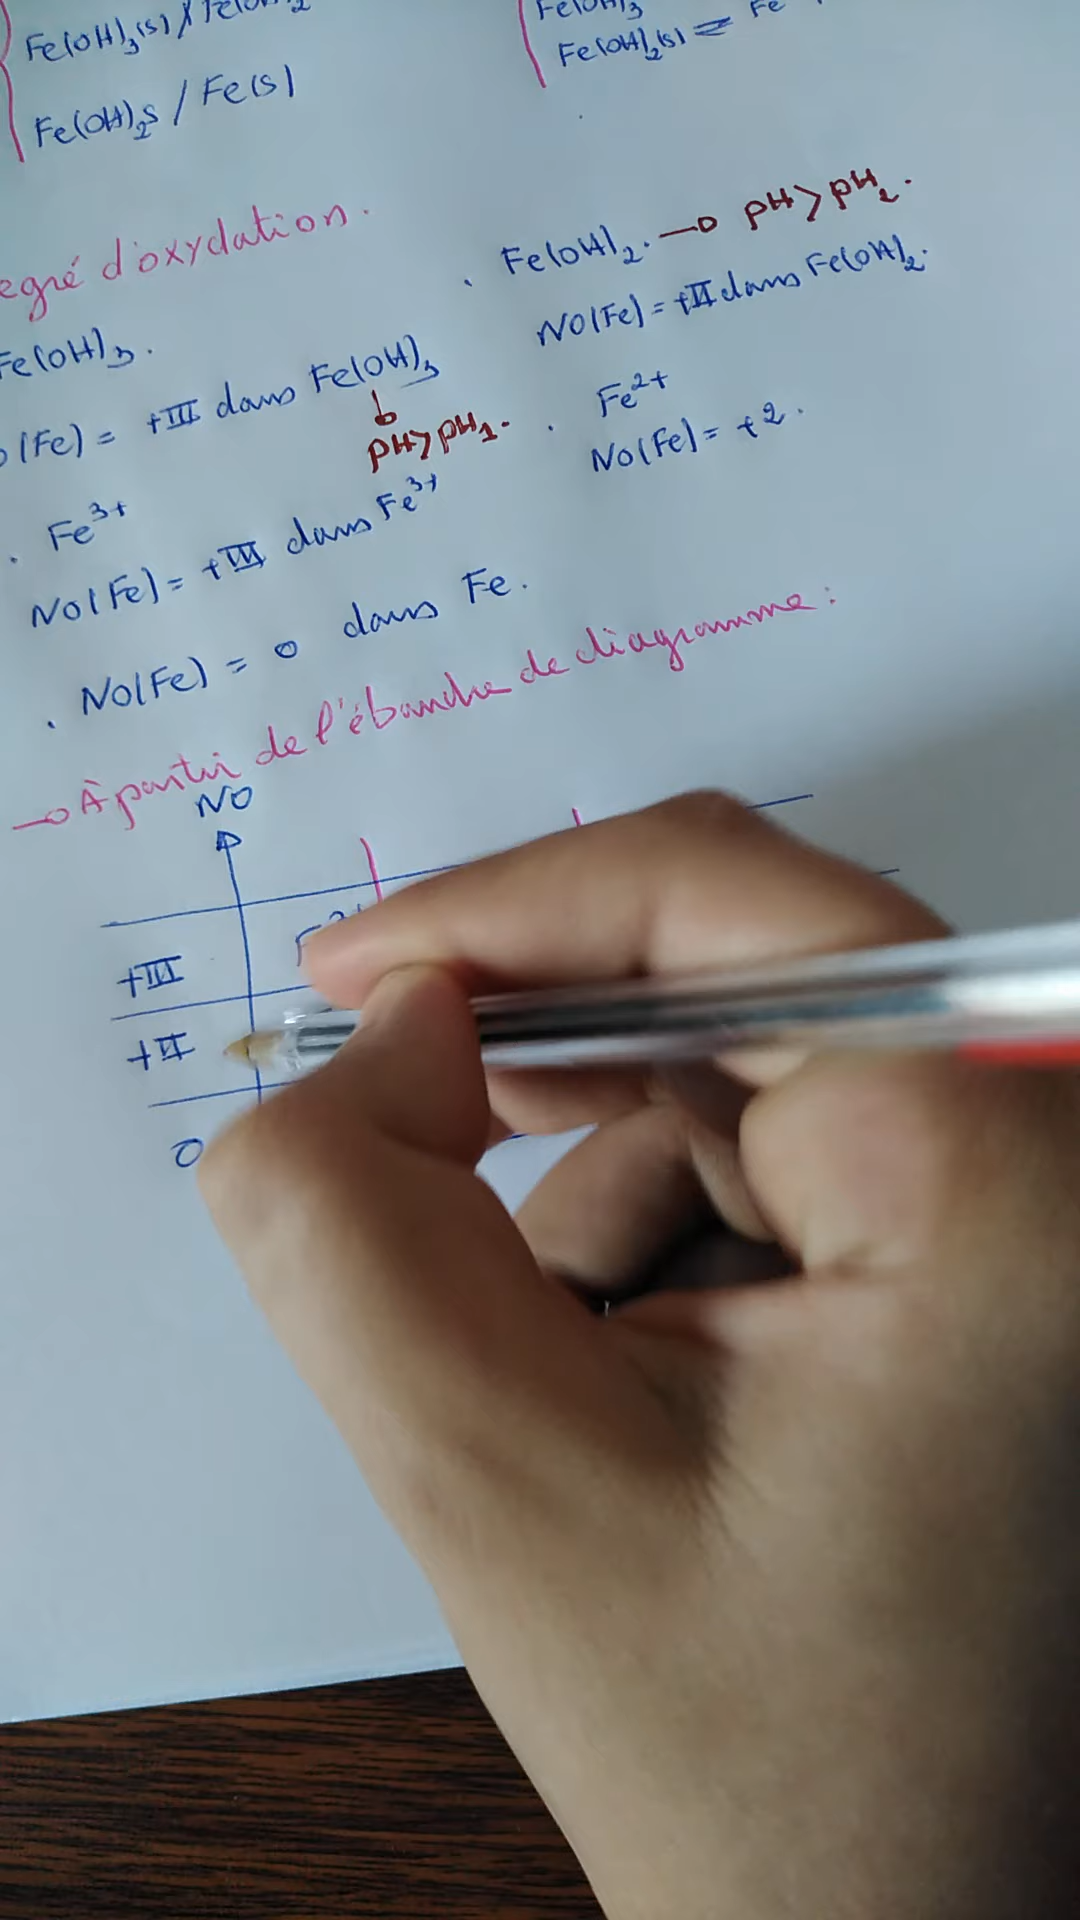 Fe(OH)3(s) / Fe(OH)2
Fe(OH)2s / Fe(s)
Fe(OH)3
Fe(OH)2(s) ⇌ Fe
egré d'oxydation.
Fe(OH)3.
o(Fe) = +III dans Fe(OH)3
pH>pH1.
. Fe3+
No(Fe) = +III dans Fe3+
. No(Fe) = 0 dans Fe.
. Fe(OH)2. → pH>pH2.
No(Fe) = +II dans Fe(OH)2.
. Fe2+
No(Fe) = +2.
→ À partir de l'ébauche de diagramme :
NO
+III
+II
0